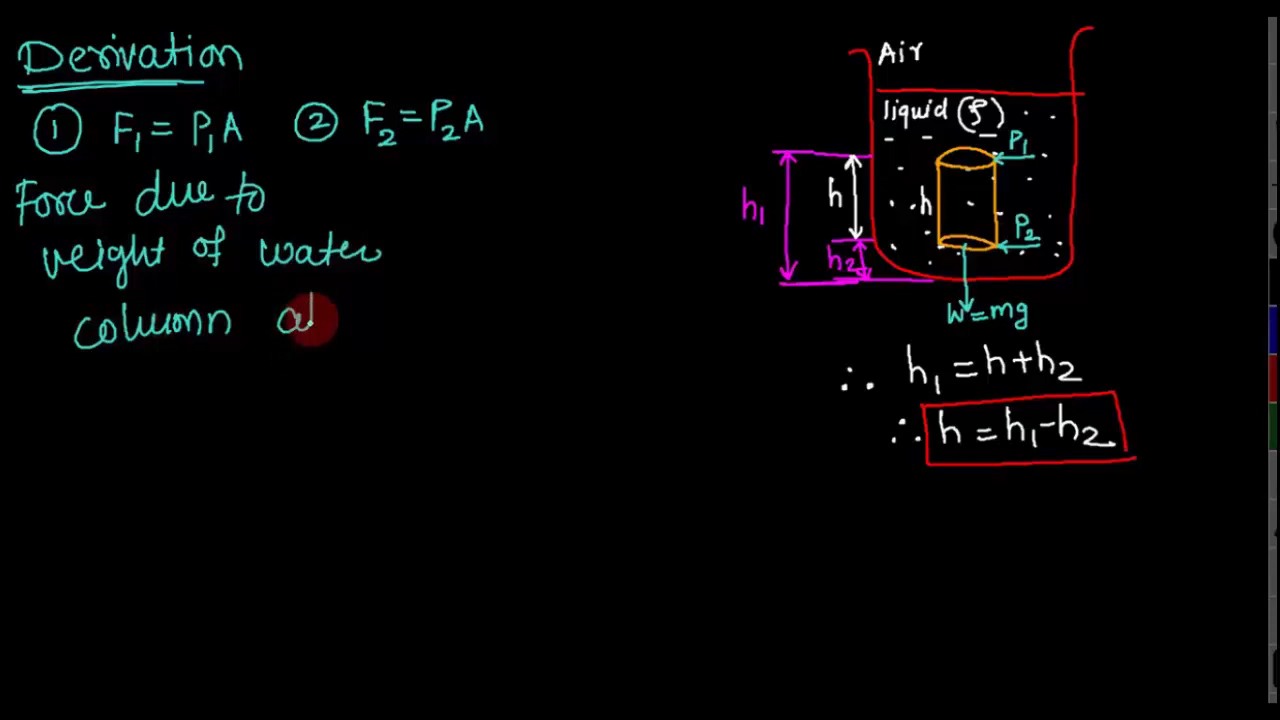 Derivation
① F₁ = P₁A ② F₂ = P₂A
Force due to
weight of water
column
Air
liquid (ρ)
P₁
h₁
h
h
P₂
h₂
W=mg
∴ h₁ = h+h₂
∴ h = h₁-h₂